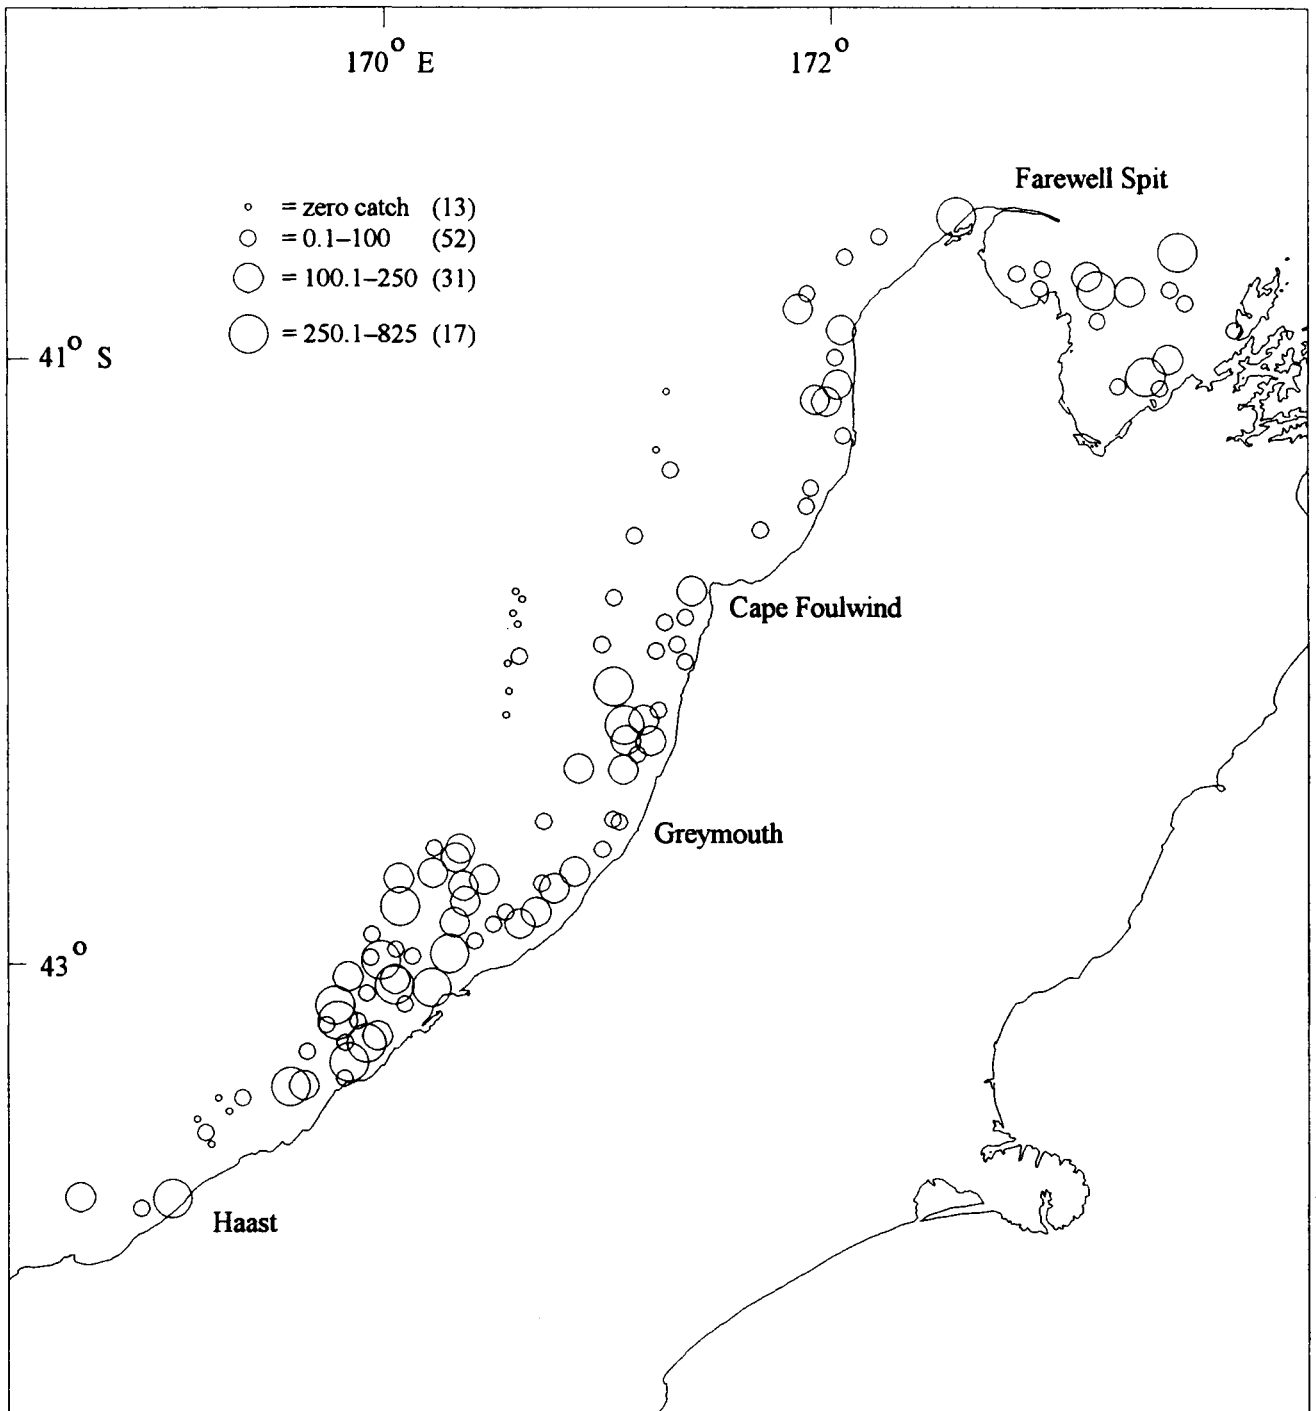 170° E
172°
Farewell Spit
= zero catch (13)
= 0.1–100 (52)
= 100.1–250 (31)
= 250.1–825 (17)
41° S
Cape Foulwind
Greymouth
43°
Haast